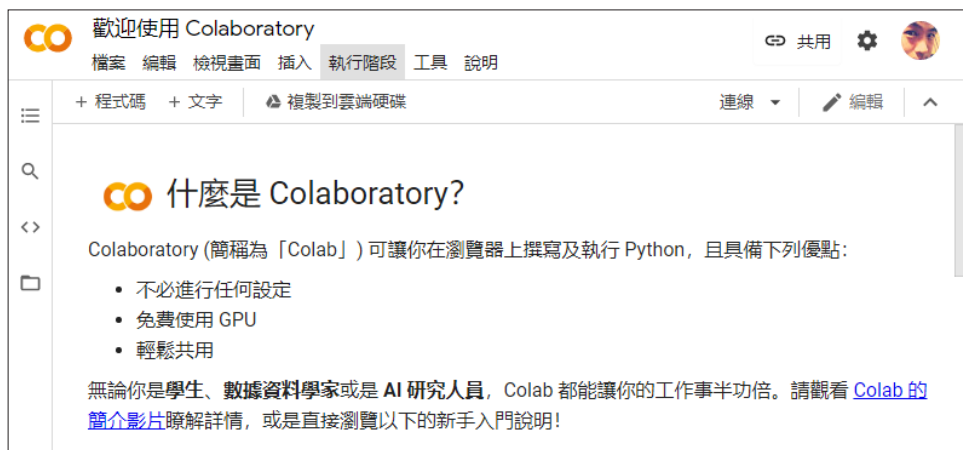 歡迎使用 Colaboratory
共用
檔案 編輯 檢視畫面 插入 執行階段 工具 說明
+ 程式碼 + 文字 複製到雲端硬碟 連線 編輯
什麼是 Colaboratory?
Colaboratory (簡稱為「Colab」) 可讓你在瀏覽器上撰寫及執行 Python，且具備下列優點：
• 不必進行任何設定
• 免費使用 GPU
• 輕鬆共用
無論你是學生、數據資料學家或是 AI 研究人員，Colab 都能讓你的工作事半功倍。請觀看 Colab 的
簡介影片瞭解詳情，或是直接瀏覽以下的新手入門說明！